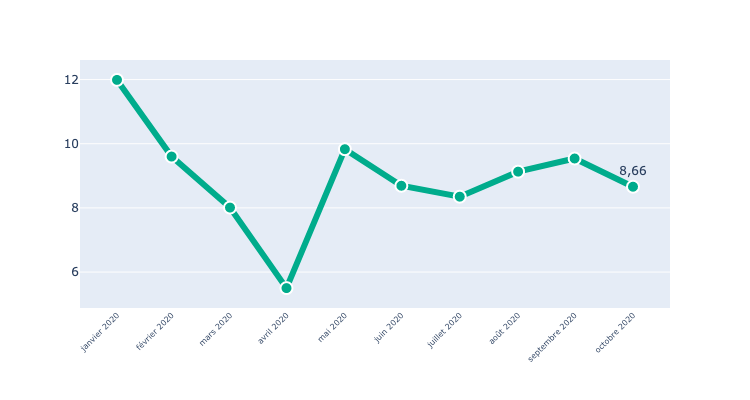 12
10
8
6
8,66
janvier 2020
février 2020
mars 2020
avril 2020
mai 2020
juin 2020
juillet 2020
août 2020
septembre 2020
octobre 2020